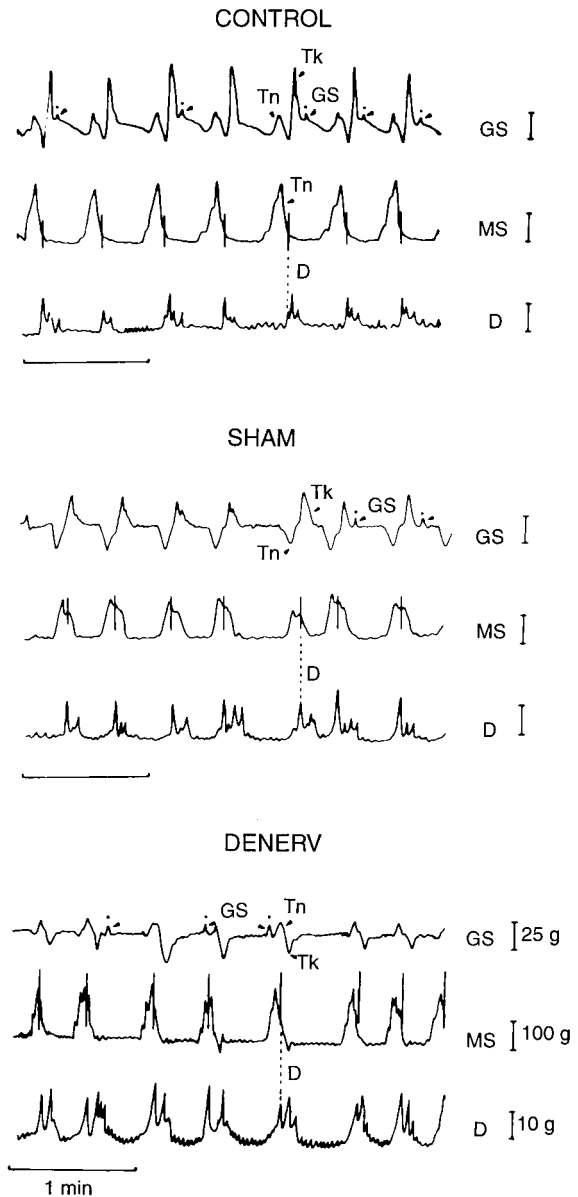 CONTROL
Tk
Tn
GS
GS
Tn
MS
D
D
SHAM
Tk
GS
GS
Tn
MS
D
D
DENERV
GS
Tn
GS
25 g
Tk
MS
100 g
D
D
10 g
1 min